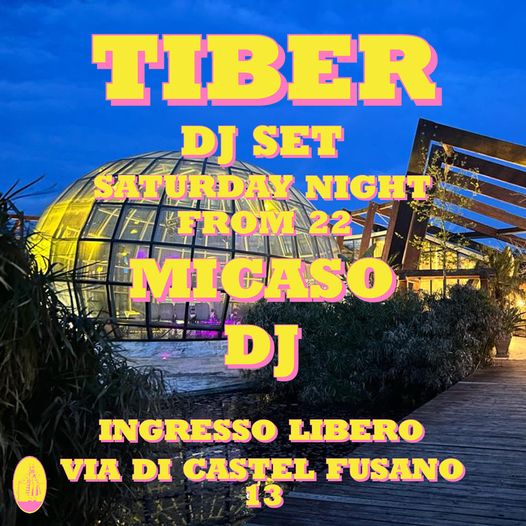 TIBER
DJ SET
SATURDAY NIGHT
FROM 22
MICASO
DJ
INGRESSO LIBERO
VIA DI CASTEL FUSANO
13